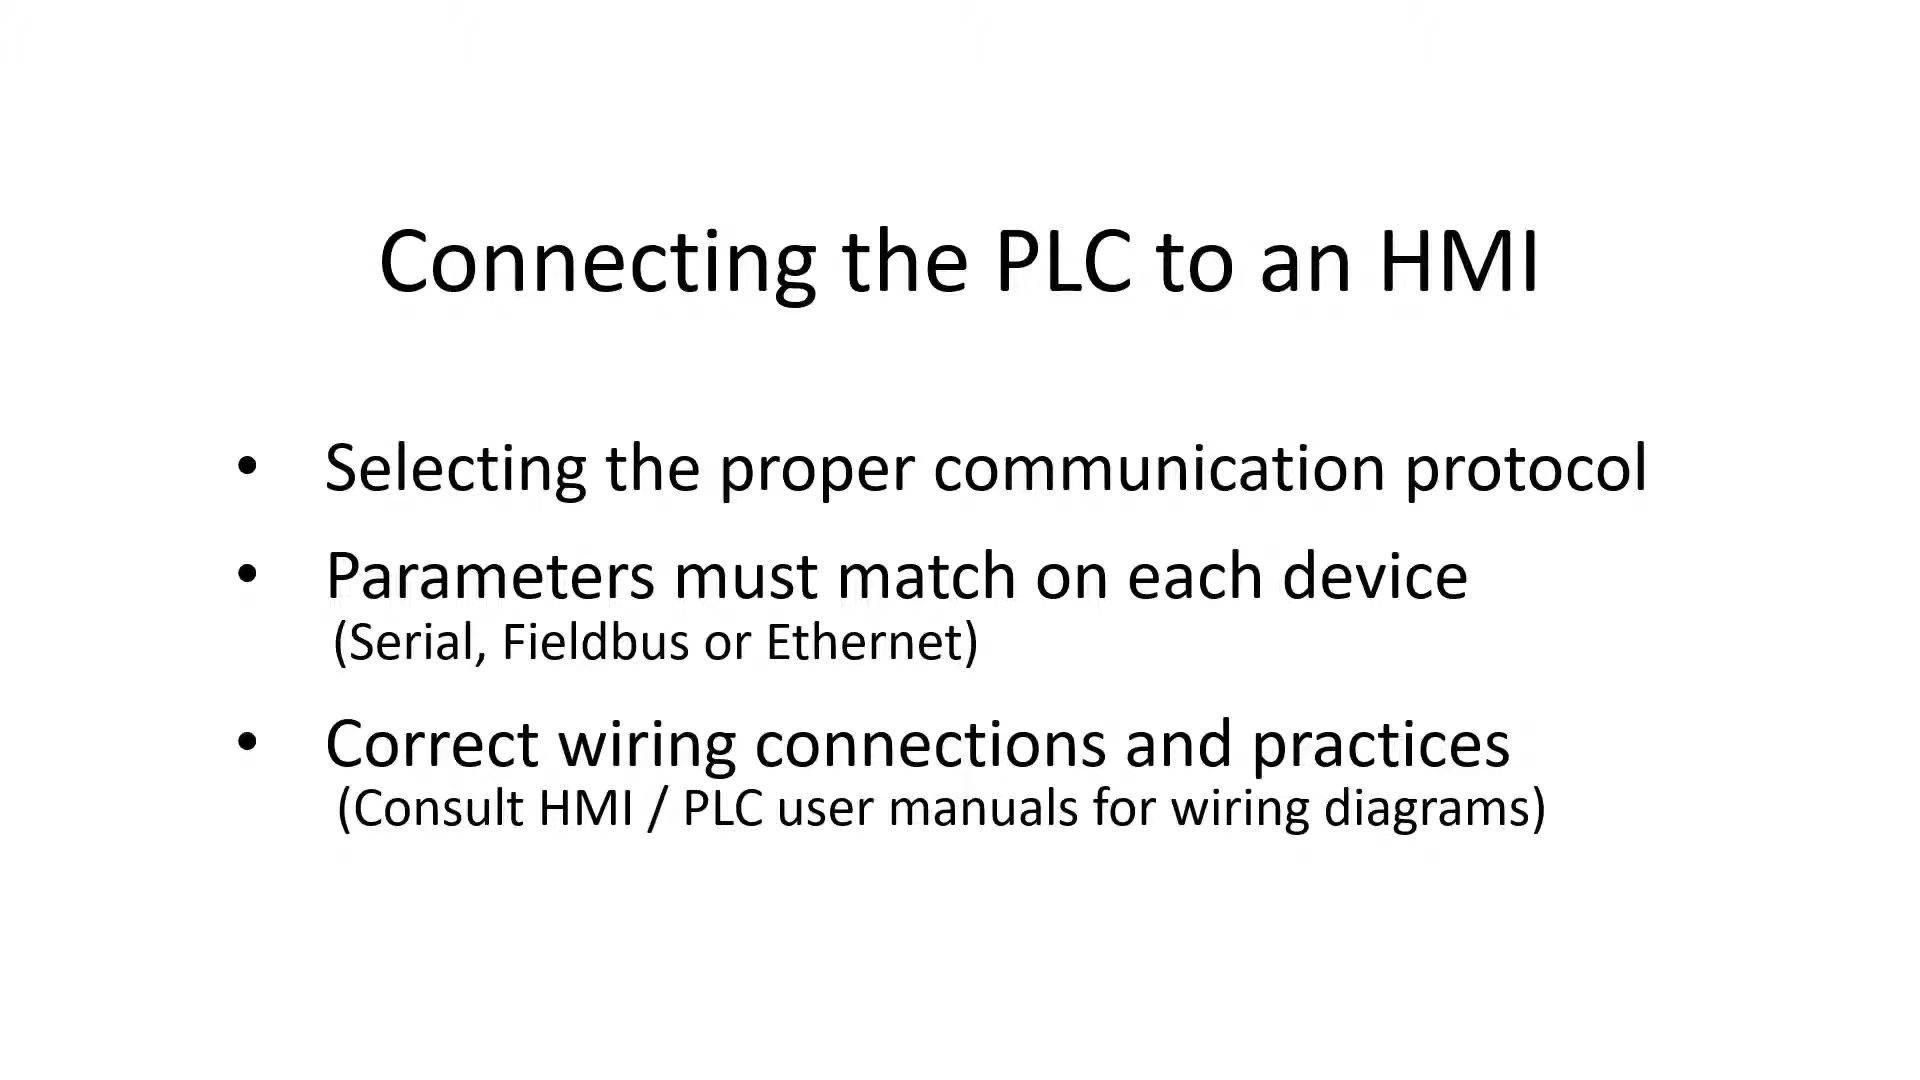 Connecting the PLC to an HMI
• Selecting the proper communication protocol
• Parameters must match on each device
(Serial, Fieldbus or Ethernet)
• Correct wiring connections and practices
(Consult HMI / PLC user manuals for wiring diagrams)